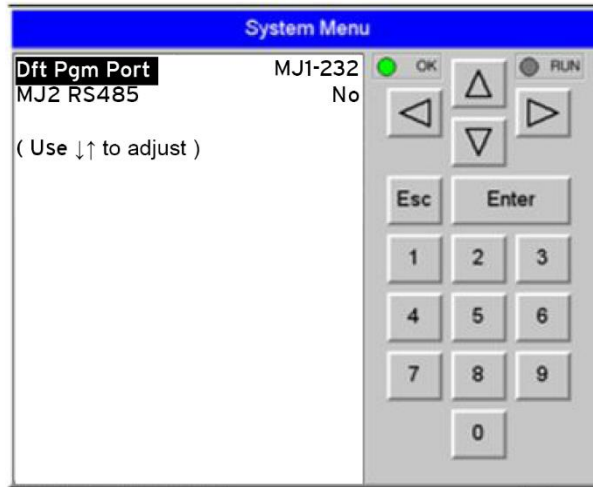 System Menu
Dft Pgm Port MJ1-232
MJ2 RS485 No
( Use ↓↑ to adjust )
OK RUN
Esc Enter
1 2 3
4 5 6
7 8 9
0